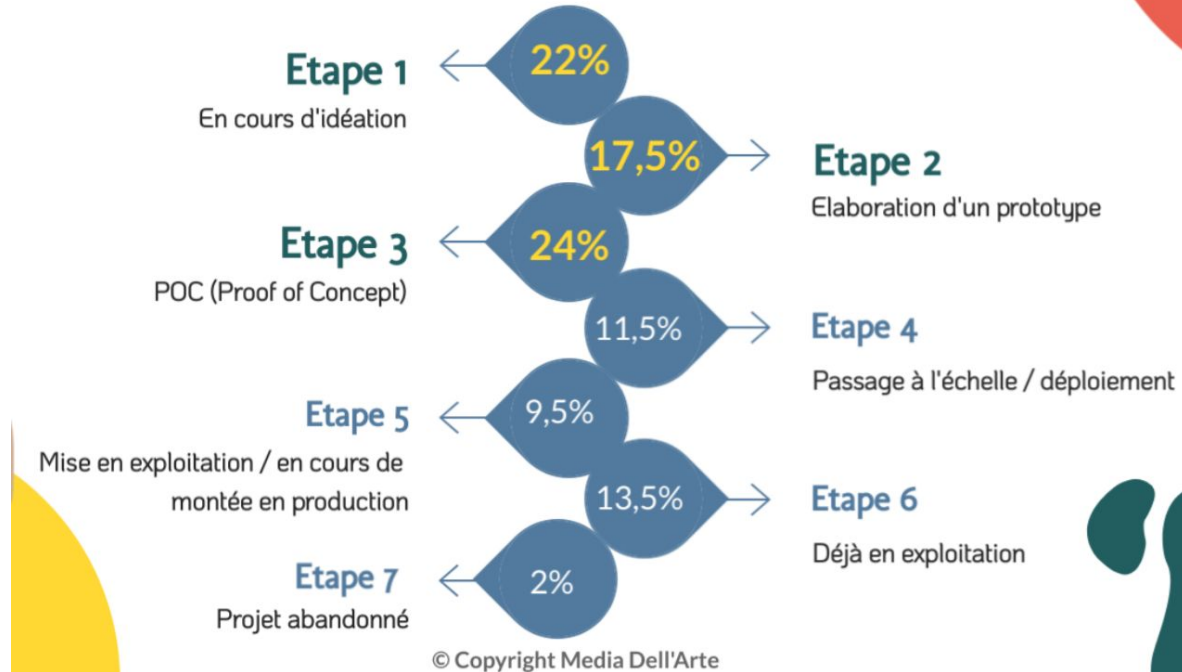 22%
Etape 1
En cours d'idéation
17,5%
Etape 2
Elaboration d'un prototype
24%
Etape 3
POC (Proof of Concept)
11,5%
Etape 4
Passage à l'échelle / déploiement
9,5%
Etape 5
Mise en exploitation / en cours de
montée en production
13,5%
Etape 6
Déjà en exploitation
2%
Etape 7
Projet abandonné
© Copyright Media Dell'Arte